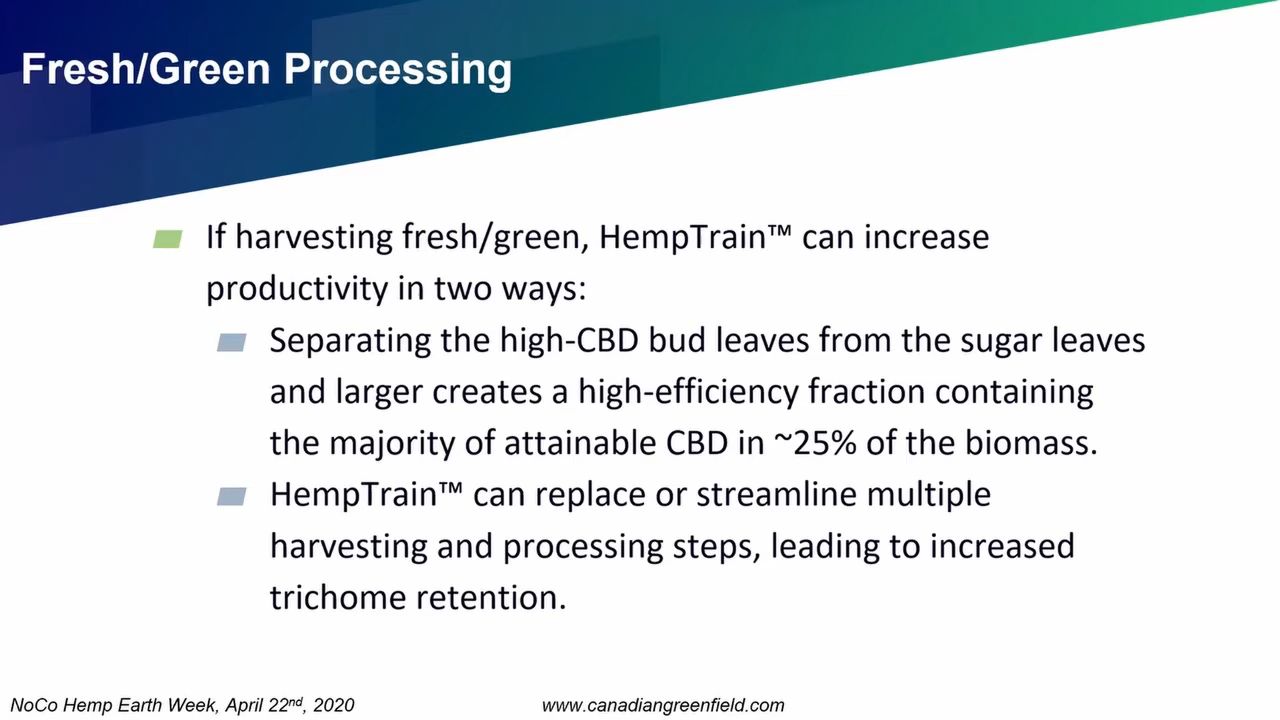 Fresh/Green Processing
If harvesting fresh/green, HempTrain™ can increase
productivity in two ways:
Separating the high-CBD bud leaves from the sugar leaves
and larger creates a high-efficiency fraction containing
the majority of attainable CBD in ~25% of the biomass.
HempTrain™ can replace or streamline multiple
harvesting and processing steps, leading to increased
trichome retention.
NoCo Hemp Earth Week, April 22nd, 2020
www.canadiangreenfield.com